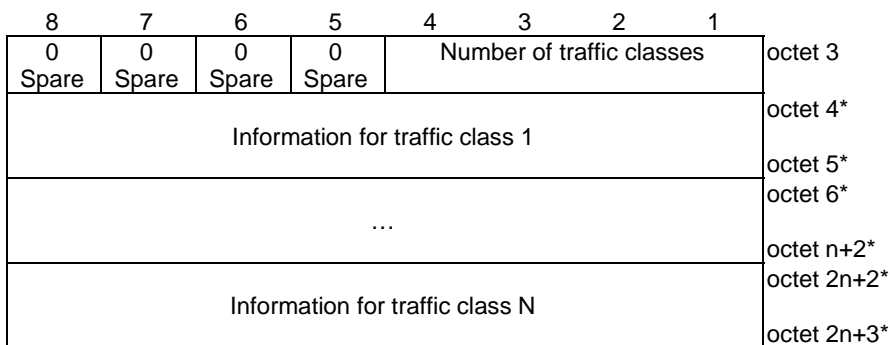 8 7 6 5 4 3 2 1
0 0 0 0 Number of traffic classes octet 3
Spare Spare Spare Spare
octet 4*
Information for traffic class 1
octet 5*
octet 6*
…
octet n+2*
octet 2n+2*
Information for traffic class N
octet 2n+3*